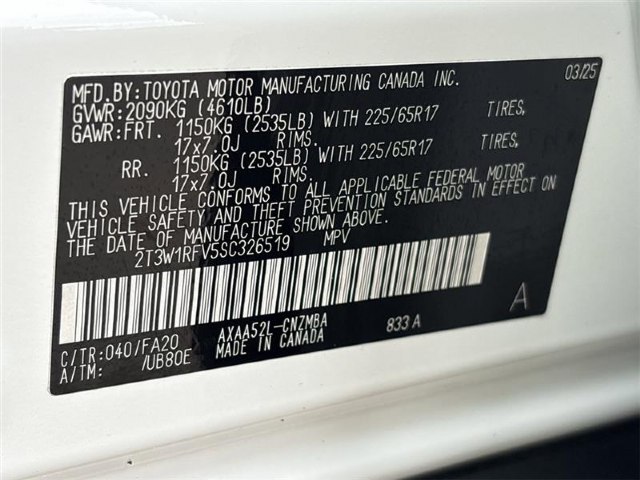 MFD.BY:TOYOTA MOTOR MANUFACTURING CANADA INC. 03/25
GVWR:2090KG (4610LB)
GAWR:FRT. 1150KG (2535LB) WITH 225/65R17 TIRES,
17x7.0J RIMS.
RR. 1150KG (2535LB) WITH 225/65R17 TIRES,
17x7.0J RIMS.
THIS VEHICLE CONFORMS TO ALL APPLICABLE FEDERAL MOTOR
VEHICLE SAFETY AND THEFT PREVENTION STANDARDS IN EFFECT ON
THE DATE OF MANUFACTURE SHOWN ABOVE.
2T3W1RFV5SC326519 MPV
C/TR:040/FA20 AXAA52L-CNZMBA 833A A
A/TM: /UB80E MADE IN CANADA